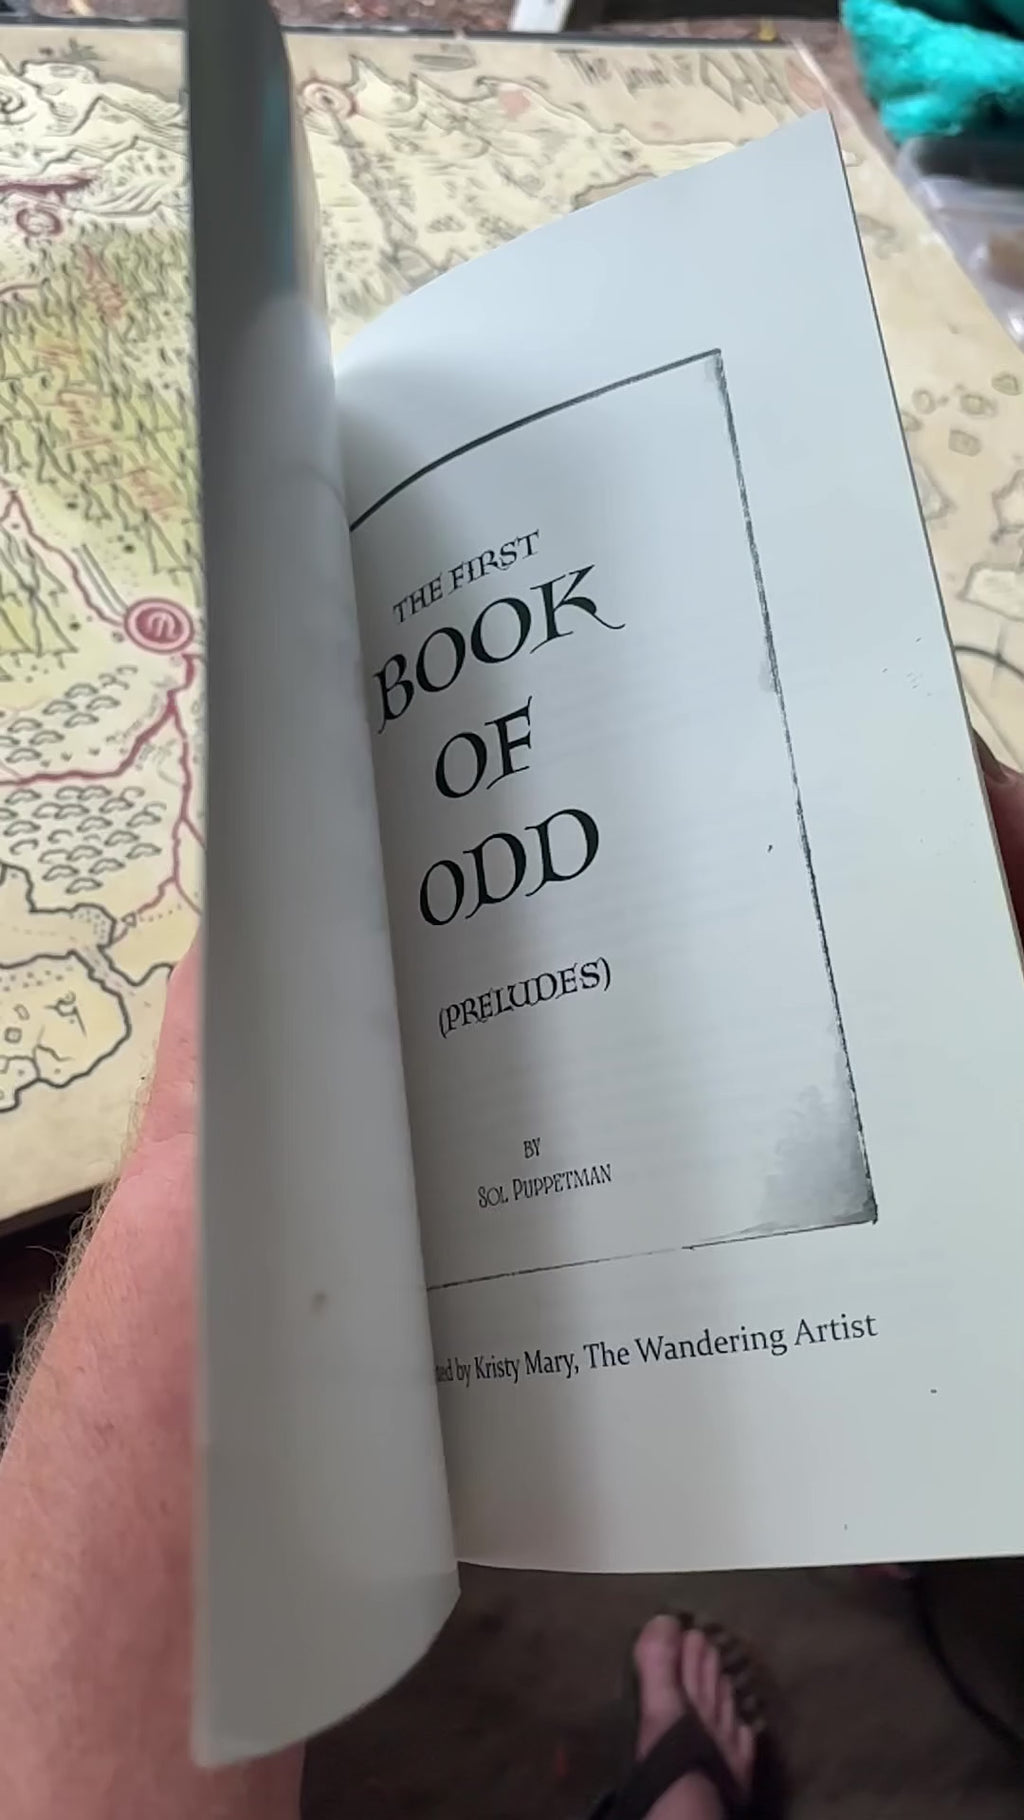 THE FIRST
BOOK
OF
ODD
(PRELUDES)
BY
SOL PUPPETMAN
by Kristy Mary, The Wandering Artist